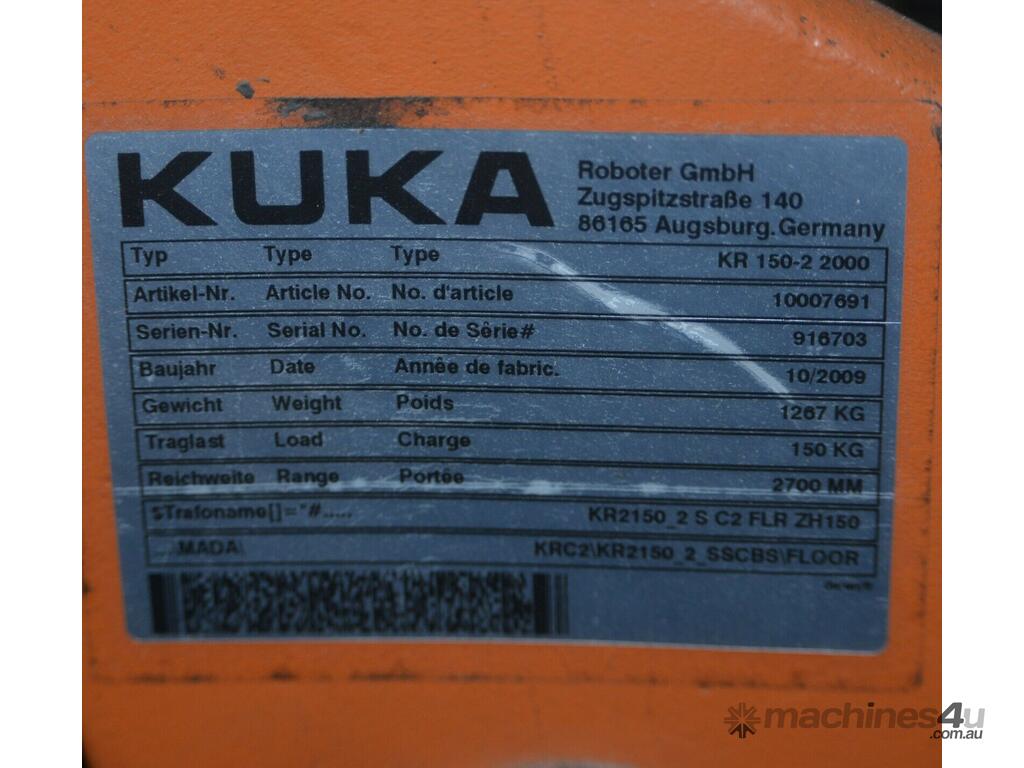 KUKA
Roboter GmbH
Zugspitzstraße 140
86165 Augsburg.Germany
Typ Type Type KR 150-2 2000
Artikel-Nr. Article No. No. d'article 10007691
Serien-Nr. Serial No. No. de Sêrie# 916703
Baujahr Date Annêe de fabric. 10/2009
Gewicht Weight Poids 1267 KG
Traglast Load Charge 150 KG
Reichweite Range Portêe 2700 MM
$Trafoname[]="#..... KR2150_2 S C2 FLR ZH150
...\MADA\ KRC2\KR2150_2_SSCBS\FLOOR
machines4u
.com.au